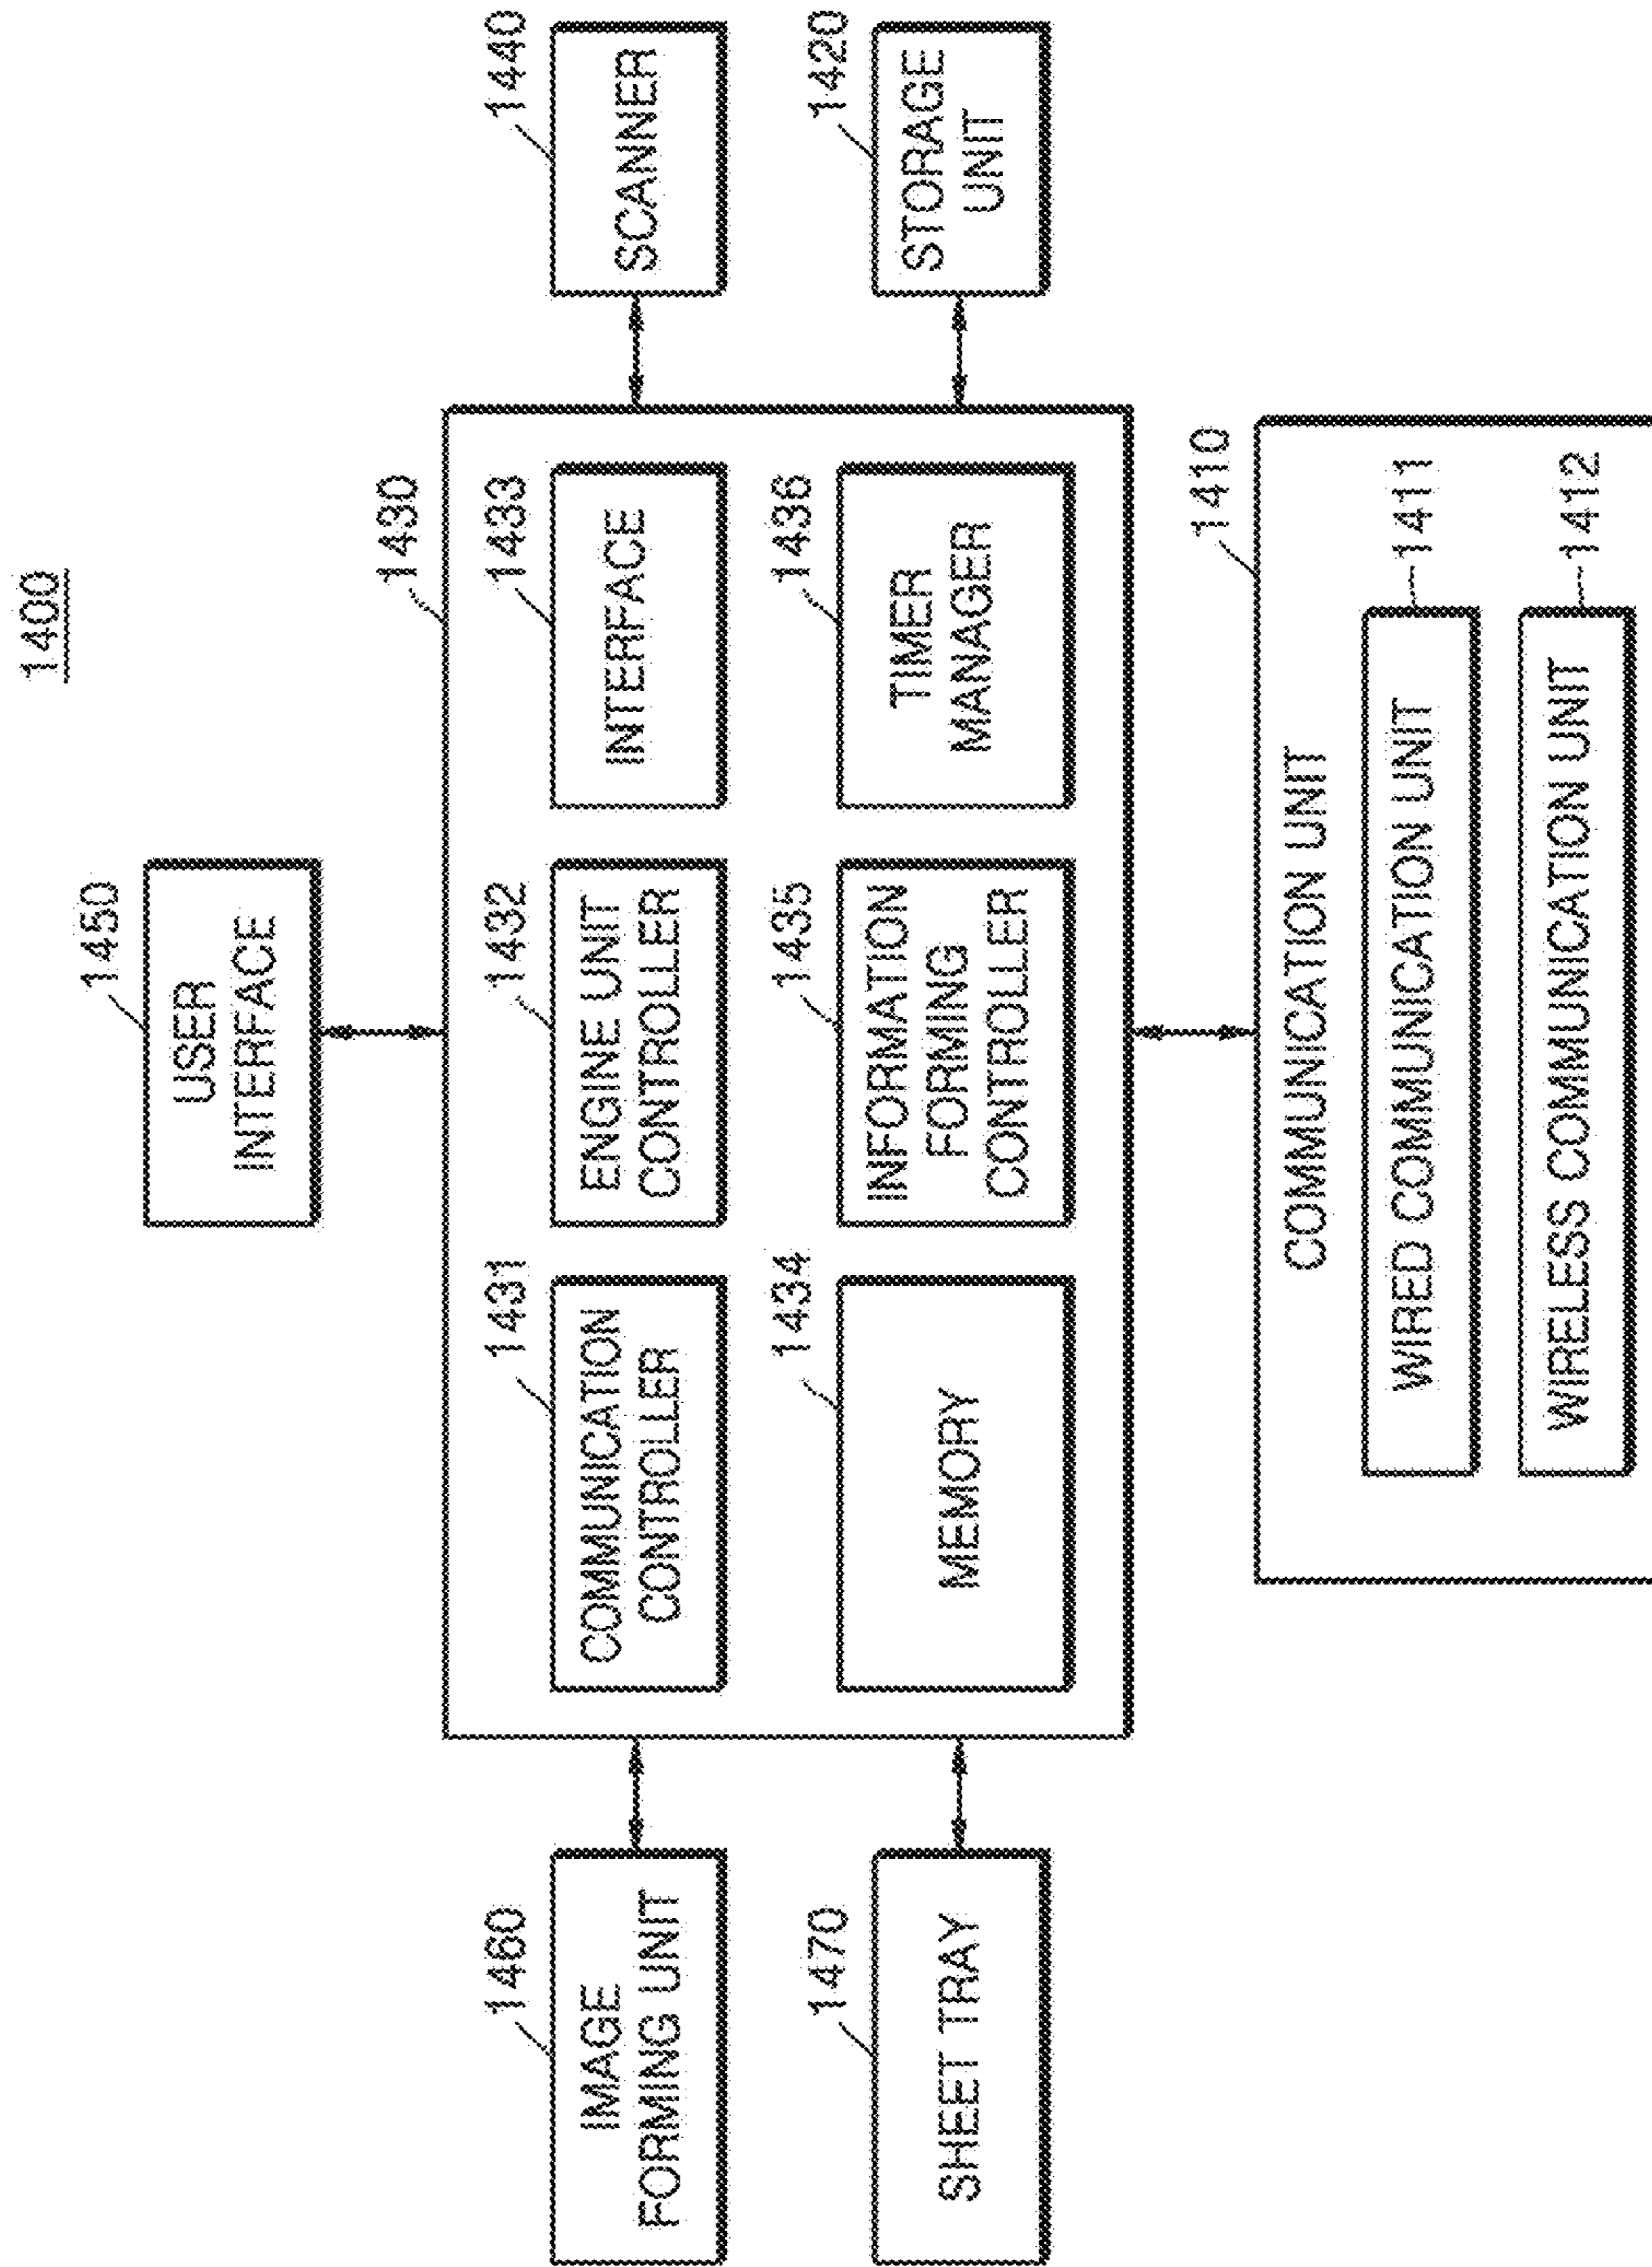 1400
1450
USER
INTERFACE
1430
1460
IMAGE
FORMING UNIT
1431
COMMUNICATION
CONTROLLER
1432
ENGINE UNIT
CONTROLLER
1433
INTERFACE
1440
SCANNER
1470
SHEET TRAY
1434
MEMORY
1435
INFORMATION
FORMING
CONTROLLER
1436
TIMER
MANAGER
1420
STORAGE
UNIT
1410
COMMUNICATION UNIT
WIRED COMMUNICATION UNIT
1411
WIRELESS COMMUNICATION UNIT
1412